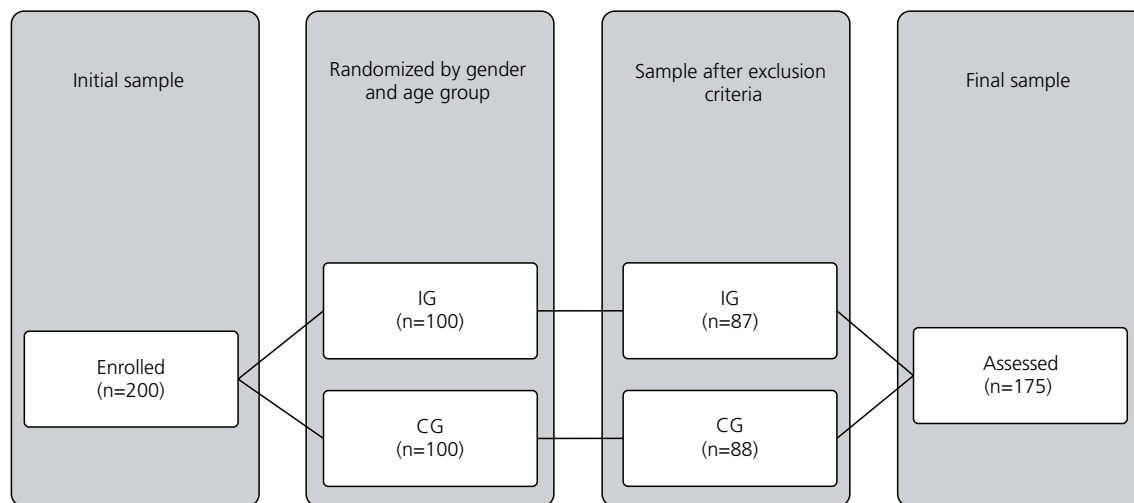 Initial sample
Randomized by gender
and age group
Sample after exclusion
criteria
Final sample
Enrolled
(n=200)
IG
(n=100)
CG
(n=100)
IG
(n=87)
CG
(n=88)
Assessed
(n=175)